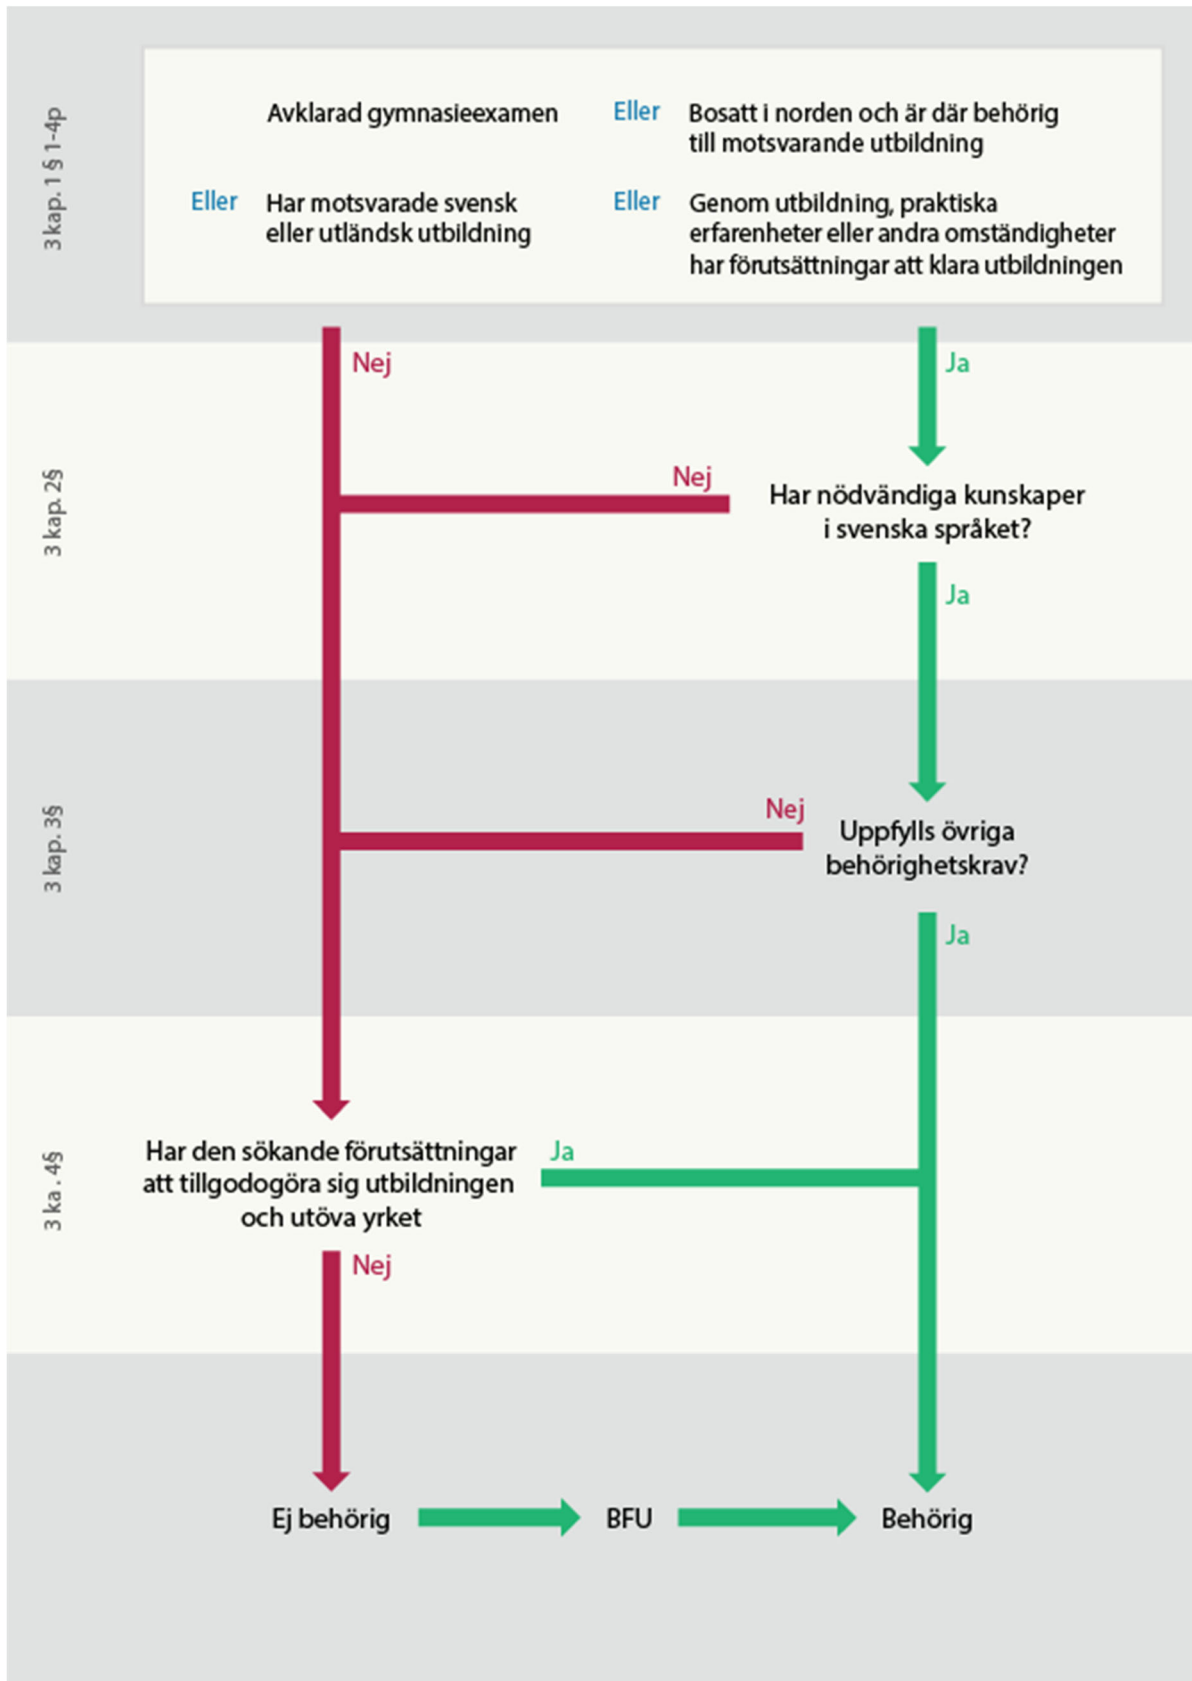 3 kap. 1 § 1-4p
Avklarad gymnasieexamen
Eller
Bosatt i norden och är där behörig
till motsvarande utbildning
Eller
Har motsvarade svensk
eller utländsk utbildning
Eller
Genom utbildning, praktiska
erfarenheter eller andra omständigheter
har förutsättningar att klara utbildningen
Nej
Ja
3 kap. 2§
Nej
Har nödvändiga kunskaper
i svenska språket?
Ja
3 kap. 3§
Nej
Uppfylls övriga
behörighetskrav?
Ja
3 ka . 4§
Har den sökande förutsättningar
att tillgodogöra sig utbildningen
och utöva yrket
Ja
Nej
Ej behörig
BFU
Behörig